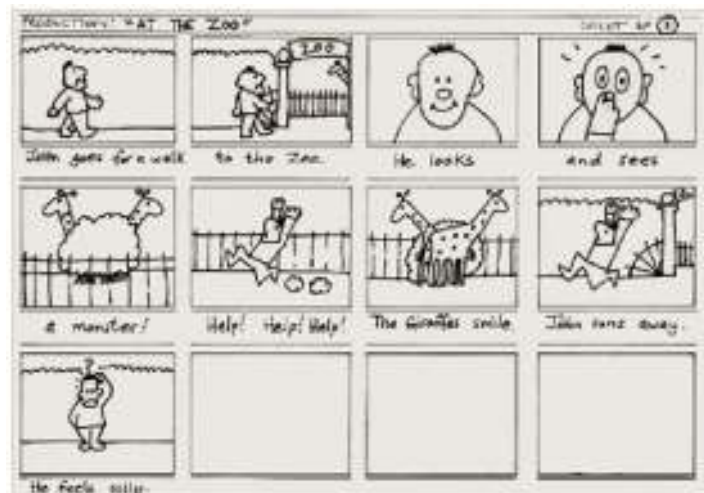 PRODUCTION: "AT THE ZOO"
SHEET No 1
ZOO
John goes for a walk
to the Zoo.
He looks
and sees
a monster!
Help! Help! Help!
The Giraffes smile.
John runs away.
?
He feels silly.